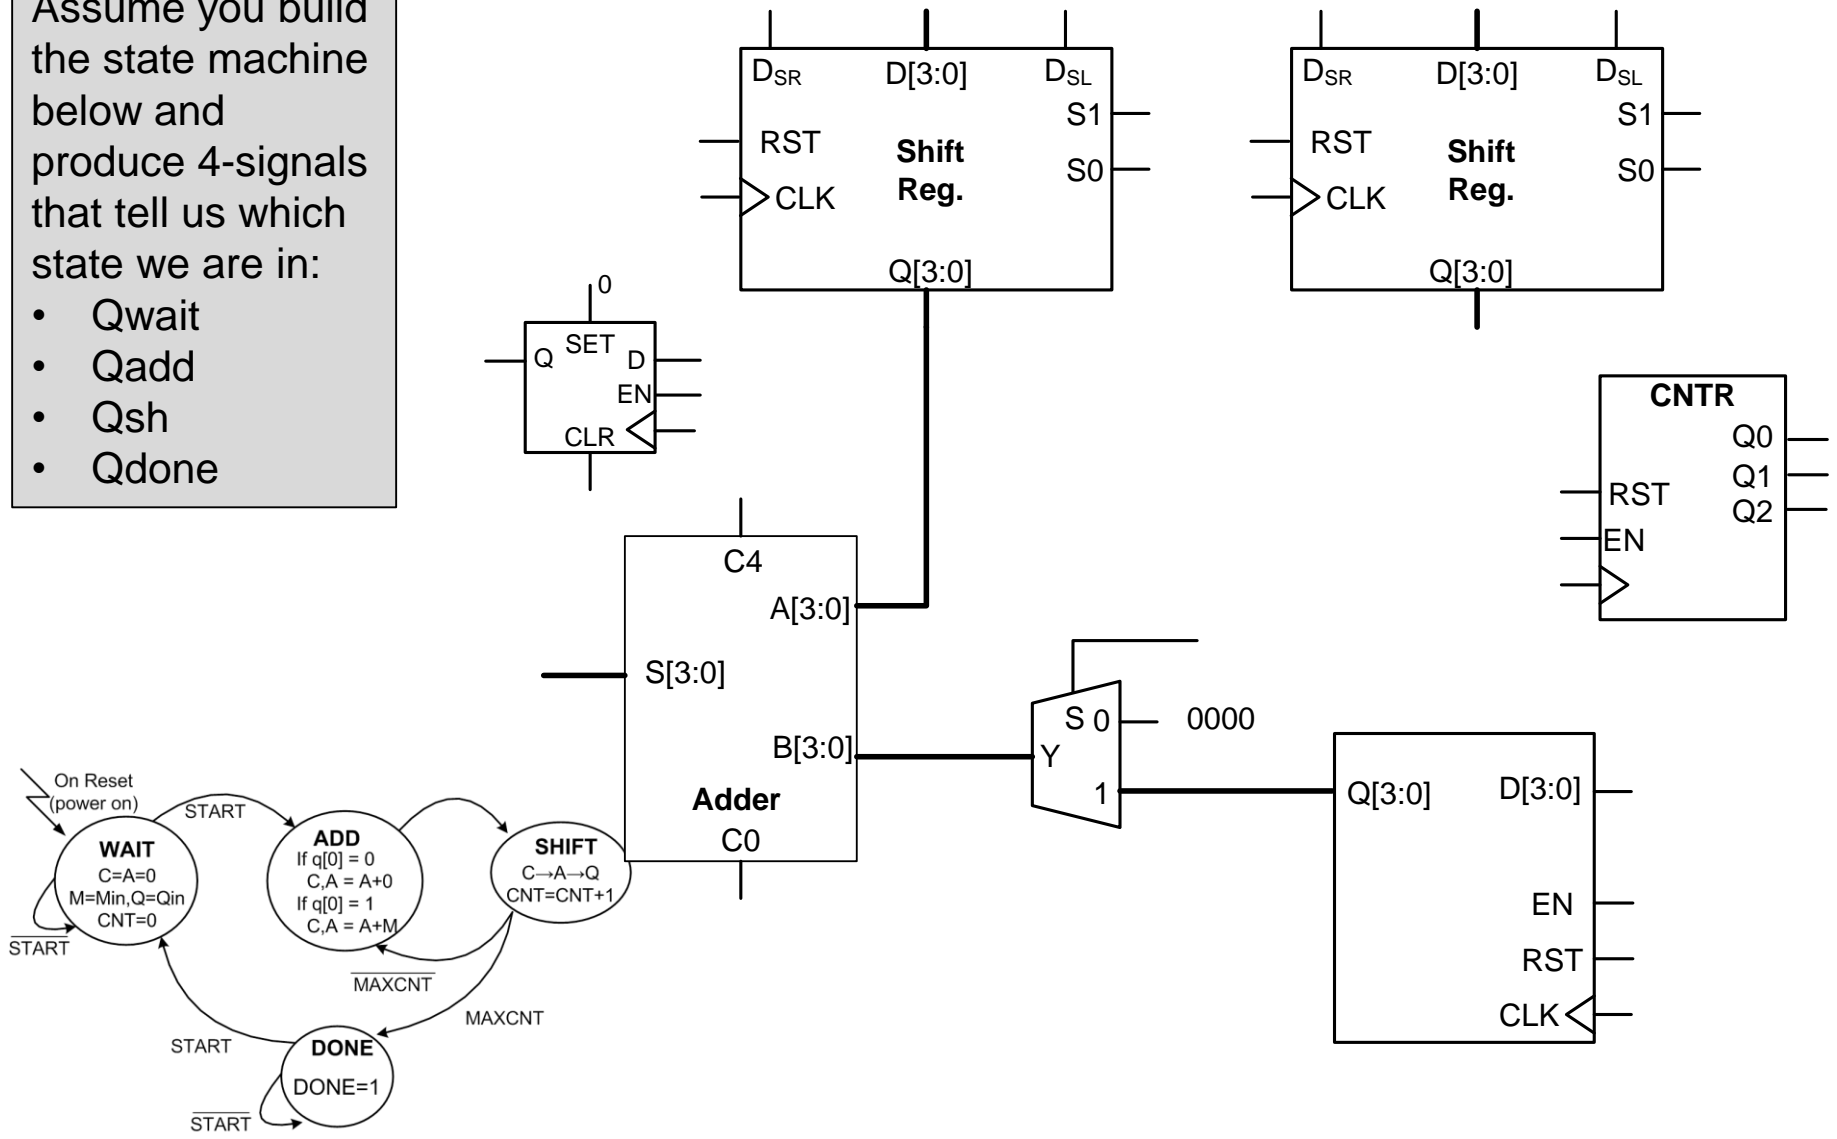 Assume you build
the state machine
below and
produce 4-signals
that tell us which
state we are in:
• Qwait
• Qadd
• Qsh
• Qdone
DSR D[3:0] DSL
S1
RST
Shift
Reg.
S0
CLK
Q[3:0]
DSR D[3:0] DSL
S1
RST
Shift
Reg.
S0
CLK
Q[3:0]
0
SET
Q
D
EN
CLR
CNTR
Q0
Q1
Q2
RST
EN
C4
A[3:0]
S[3:0]
B[3:0]
Adder
C0
S 0
0000
Y
1
Q[3:0] D[3:0]
EN
RST
CLK
On Reset
(power on)
START
WAIT
C=A=0
M=Min,Q=Qin
CNT=0
START
ADD
If q[0] = 0
C,A = A+0
If q[0] = 1
C,A = A+M
SHIFT
C→A→Q
CNT=CNT+1
MAXCNT
MAXCNT
START
DONE
DONE=1
START